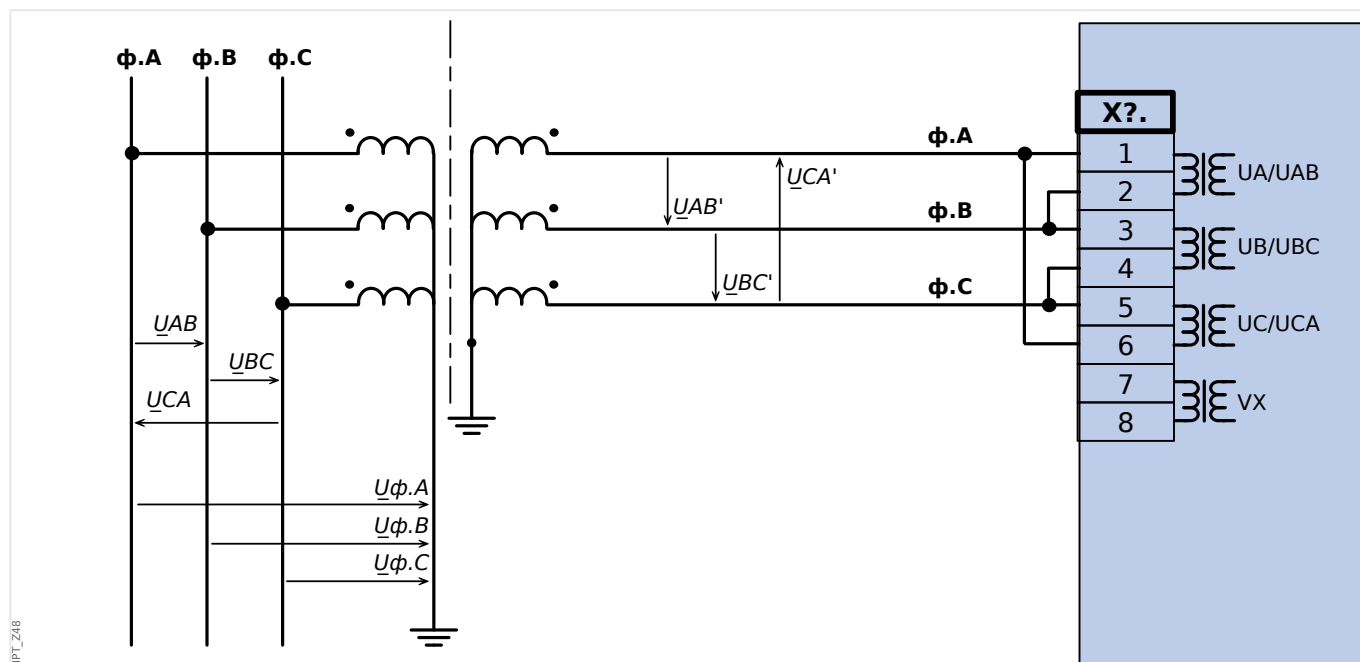 ф.A
ф.B
ф.C
X?.
ф.A
1
UCA'
UA/UAB
2
UAB'
ф.B
3
UB/UBC
4
UBC'
ф.C
5
UC/UCA
UAB
6
UBC
7
UCA
VX
8
Uф.A
Uф.B
Uф.C
IPT_Z48